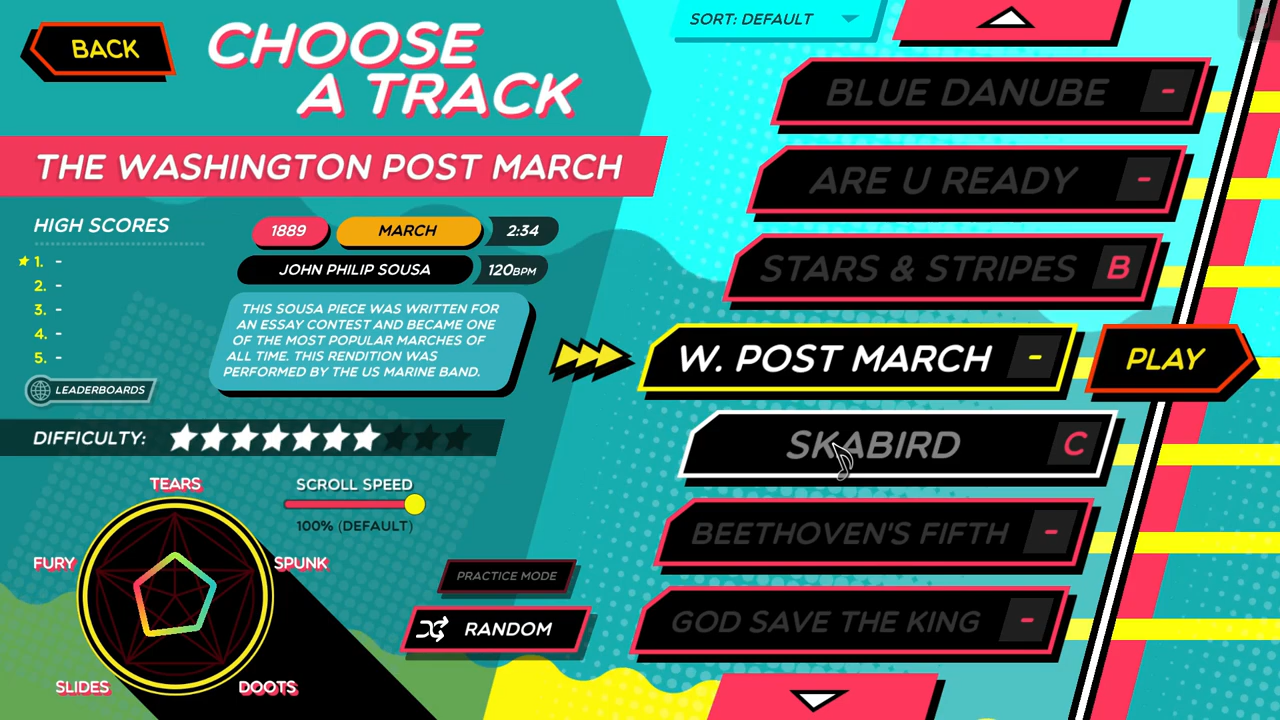 BACK
CHOOSE
A TRACK
SORT: DEFAULT
THE WASHINGTON POST MARCH
HIGH SCORES
1. -
2. -
3. -
4. -
5. -
LEADERBOARDS
1889
MARCH
2:34
JOHN PHILIP SOUSA
120BPM
THIS SOUSA PIECE WAS WRITTEN FOR
AN ESSAY CONTEST AND BECAME ONE
OF THE MOST POPULAR MARCHES OF
ALL TIME. THIS RENDITION WAS
PERFORMED BY THE US MARINE BAND.
DIFFICULTY:
TEARS
FURY
SPUNK
SLIDES
DOOTS
SCROLL SPEED
100% (DEFAULT)
PRACTICE MODE
RANDOM
BLUE DANUBE -
ARE U READY -
STARS & STRIPES B
W. POST MARCH -
PLAY
SKABIRD C
BEETHOVEN'S FIFTH -
GOD SAVE THE KING -